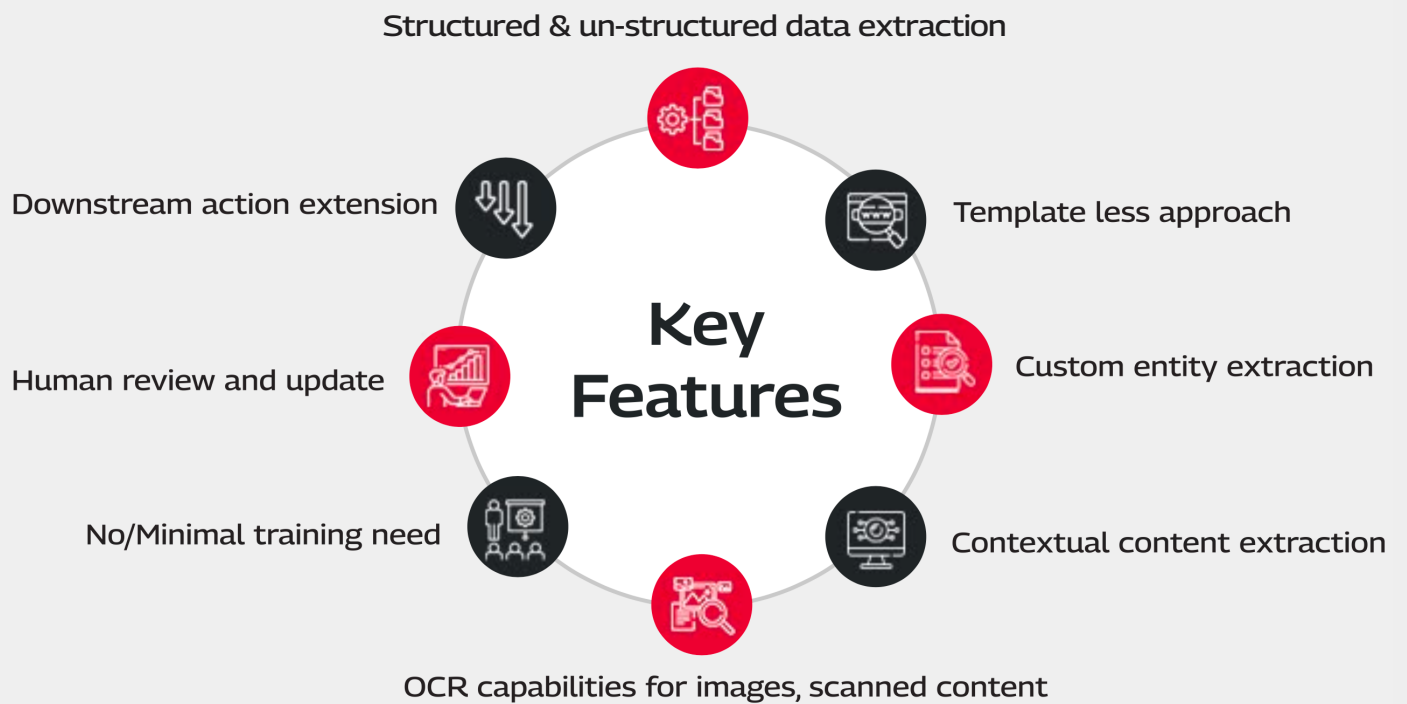 Structured & un-structured data extraction
Downstream action extension
Template less approach
Key
Features
Human review and update
Custom entity extraction
No/Minimal training need
Contextual content extraction
OCR capabilities for images, scanned content
www